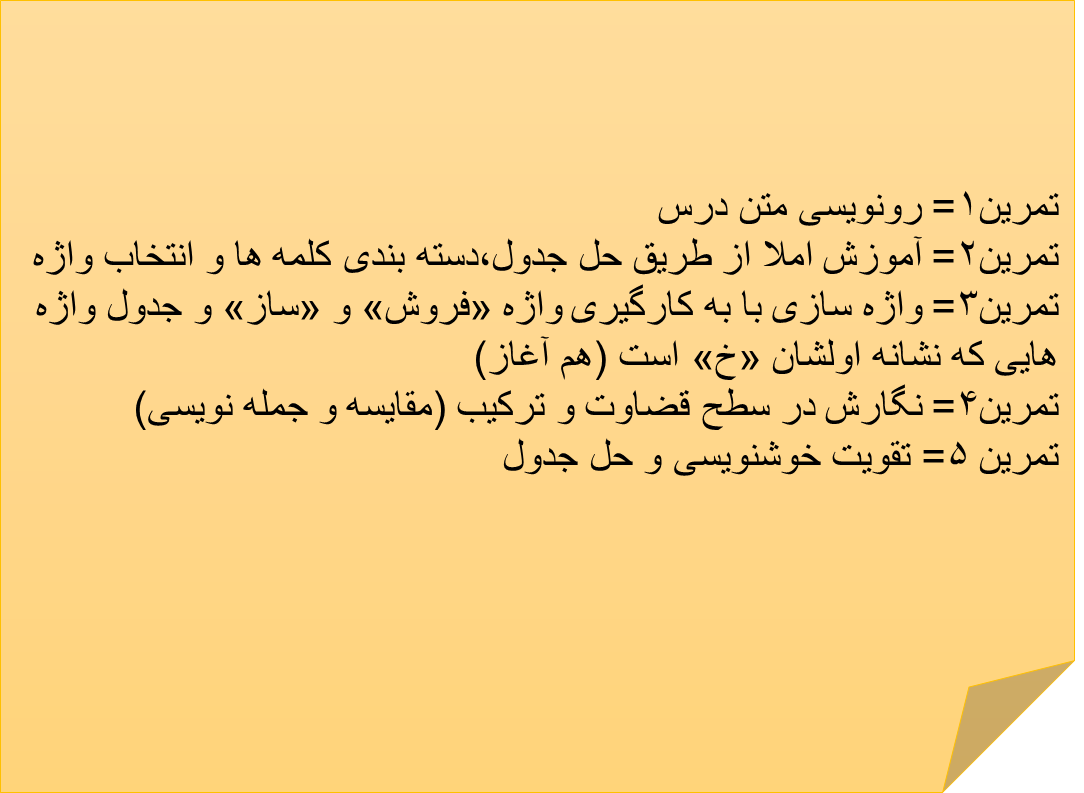 تمرین۱= رونویسی متن درس
تمرین۲= آموزش املا از طریق حل جدول،دسته بندی کلمه ها و انتخاب واژه
تمرین۳= واژه سازی با به کارگیری واژه «فروش» و «ساز» و جدول واژه
هایی که نشانه اولشان «خ» است (هم آغاز)
تمرین۴= نگارش در سطح قضاوت و ترکیب (مقایسه و جمله نویسی)
تمرین ۵= تقویت خوشنویسی و حل جدول